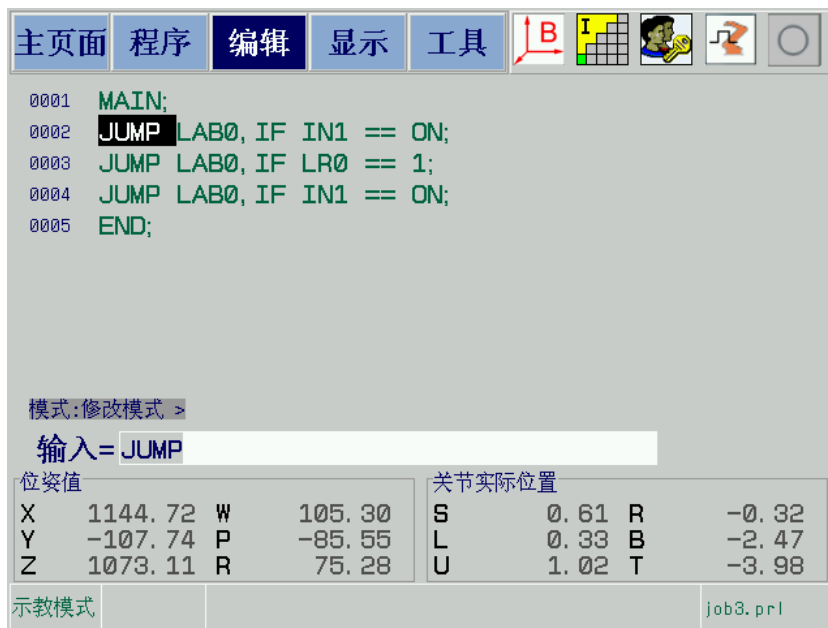 主页面 程序 编辑 显示 工具 B I
0001 MAIN;
0002 JUMP LAB0, IF IN1 == ON;
0003 JUMP LAB0, IF LR0 == 1;
0004 JUMP LAB0, IF IN1 == ON;
0005 END;
模式:修改模式 >
输入= JUMP
位姿值 关节实际位置
X 1144.72 W 105.30 S 0.61 R -0.32
Y -107.74 P -85.55 L 0.33 B -2.47
Z 1073.11 R 75.28 U 1.02 T -3.98
示教模式 job3.prl